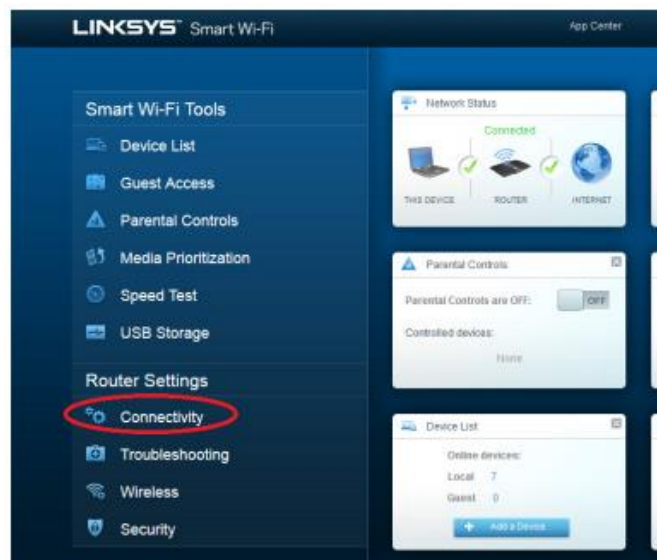 LINKSYS™ Smart Wi-Fi
App Center
Smart Wi-Fi Tools
Device List
Guest Access
Parental Controls
Media Prioritization
Speed Test
USB Storage
Router Settings
Connectivity
Troubleshooting
Wireless
Security
Network Status
Connected
THIS DEVICE ROUTER INTERNET
Parental Controls
Parental Controls are OFF: OFF
Controlled devices:
None
Device List
Online devices:
Local 7
Guest 0
+ Add a Device